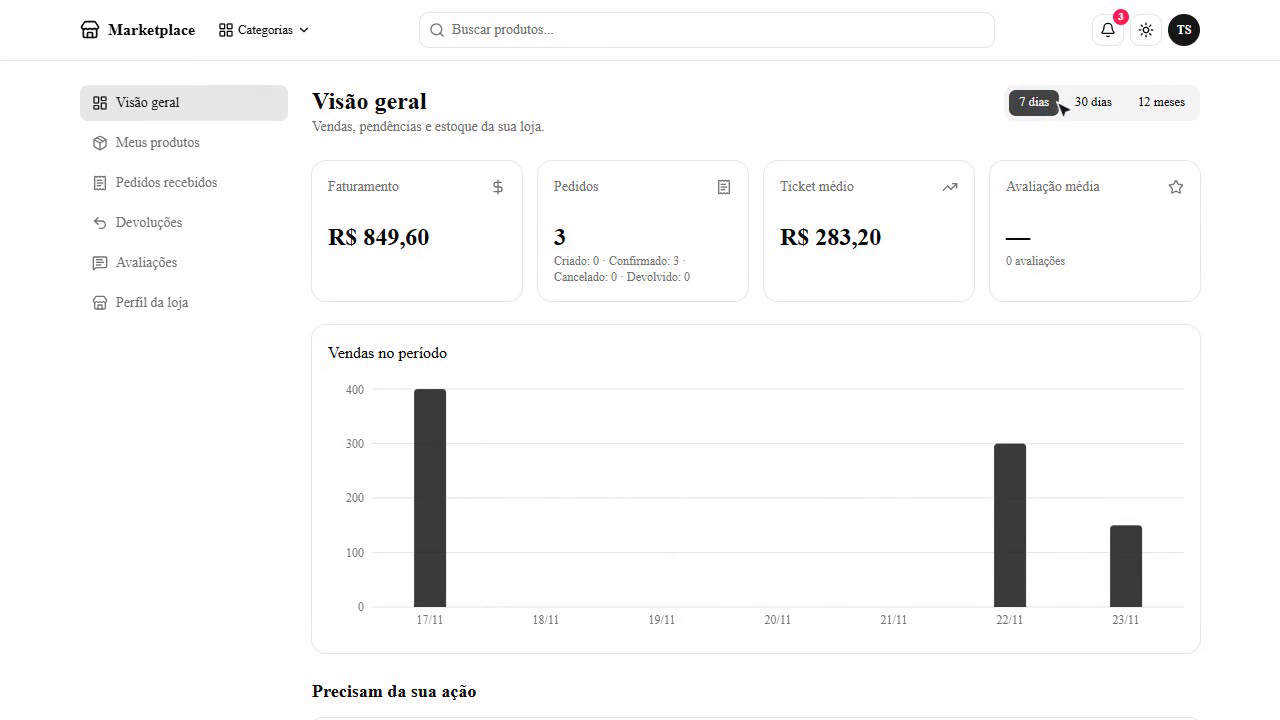 Marketplace
Categorias
Buscar produtos...
3
TS
Visão geral
Meus produtos
Pedidos recebidos
Devoluções
Avaliações
Perfil da loja
Visão geral
Vendas, pendências e estoque da sua loja.
7 dias
30 dias
12 meses
Faturamento
R$ 849,60
Pedidos
3
Criado: 0 · Confirmado: 3 ·
Cancelado: 0 · Devolvido: 0
Ticket médio
R$ 283,20
Avaliação média
—
0 avaliações
Vendas no período
400
300
200
100
0
17/11
18/11
19/11
20/11
21/11
22/11
23/11
Precisam da sua ação